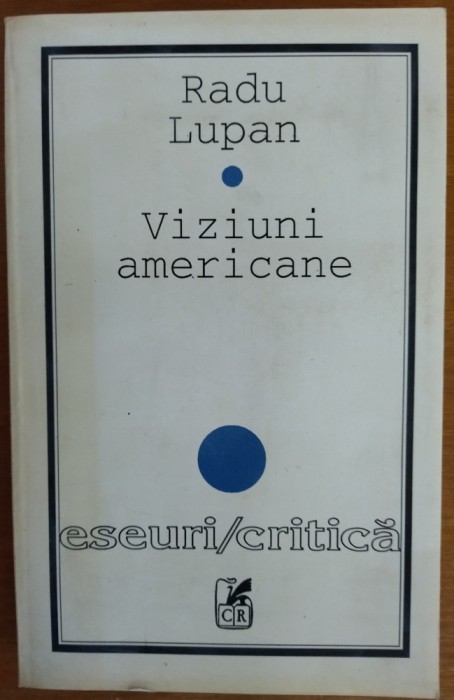 Radu
Lupan
Viziuni
americane
eseuri/critică
CR